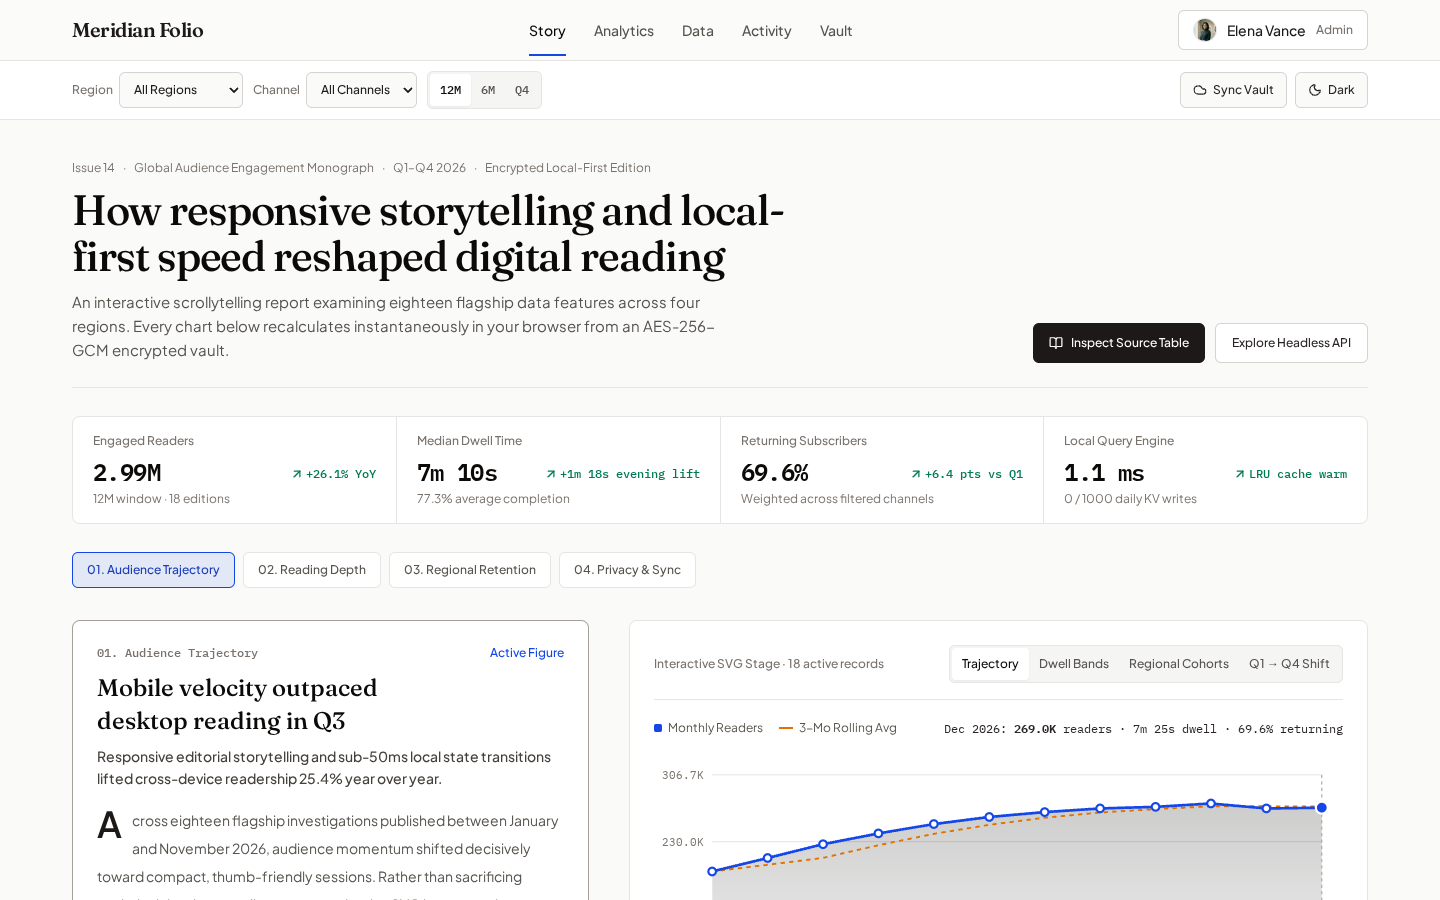 Meridian Folio
Story Analytics Data Activity Vault
Elena Vance Admin
Region All Regions Channel All Channels 12M 6M Q4
Sync Vault Dark
Issue 14 · Global Audience Engagement Monograph · Q1–Q4 2026 · Encrypted Local-First Edition
How responsive storytelling and local-
first speed reshaped digital reading
An interactive scrollytelling report examining eighteen flagship data features across four
regions. Every chart below recalculates instantaneously in your browser from an AES-256-
GCM encrypted vault.
Inspect Source Table Explore Headless API
Engaged Readers
2.99M +26.1% YoY
12M window · 18 editions
Median Dwell Time
7m 10s +1m 18s evening lift
77.3% average completion
Returning Subscribers
69.6% +6.4 pts vs Q1
Weighted across filtered channels
Local Query Engine
1.1 ms LRU cache warm
0 / 1000 daily KV writes
01. Audience Trajectory 02. Reading Depth 03. Regional Retention 04. Privacy & Sync
01. Audience Trajectory Active Figure
Mobile velocity outpaced
desktop reading in Q3
Responsive editorial storytelling and sub-50ms local state transitions
lifted cross-device readership 25.4% year over year.
Across eighteen flagship investigations published between January
and November 2026, audience momentum shifted decisively
toward compact, thumb-friendly sessions. Rather than sacrificing
Interactive SVG Stage · 18 active records
Trajectory Dwell Bands Regional Cohorts Q1 → Q4 Shift
Monthly Readers 3-Mo Rolling Avg
Dec 2026: 269.0K readers · 7m 25s dwell · 69.6% returning
306.7K
230.0K